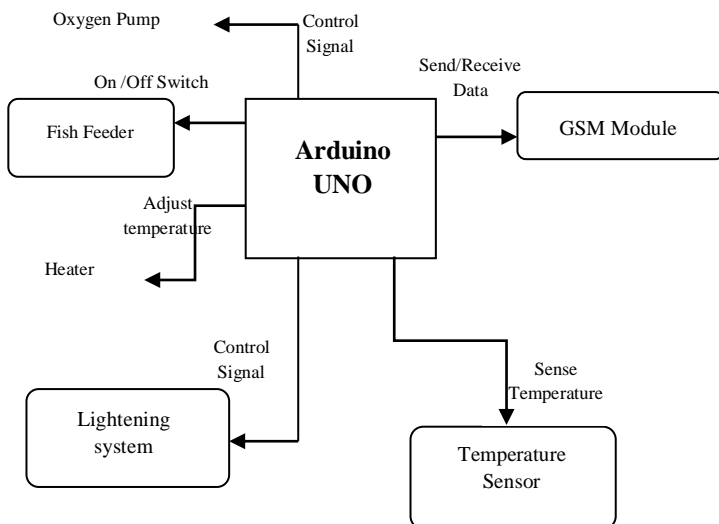 Oxygen Pump
Control
Signal
Send/Receive
Data
On /Off Switch
Fish Feeder
Arduino
UNO
GSM Module
Adjust
temperature
Heater
Control
Signal
Sense
Temperature
Lightening
system
Temperature
Sensor